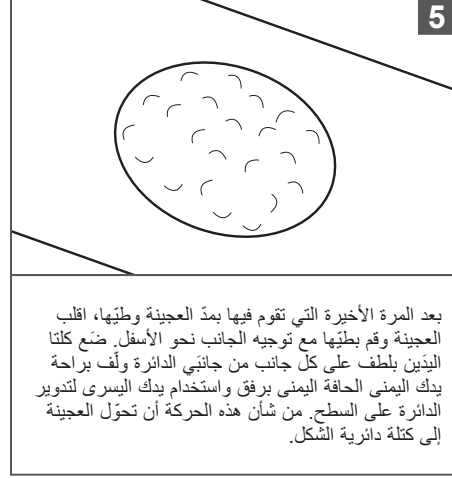 5
بعد المرة الأخيرة التي تقوم فيها بمدّ العجينة وطيّها، اقلب
العجينة وقم بطيّها مع توجيه الجانب نحو الأسفل. ضَع كلتا
اليدَين بلطف على كل جانب من جانبَي الدائرة ولّف براحة
يدك اليمنى الحافة اليمنى برفق واستخدام يدك اليسرى لتدوير
الدائرة على السطح. من شأن هذه الحركة أن تحوّل العجينة
إلى كتلة دائرية الشكل.